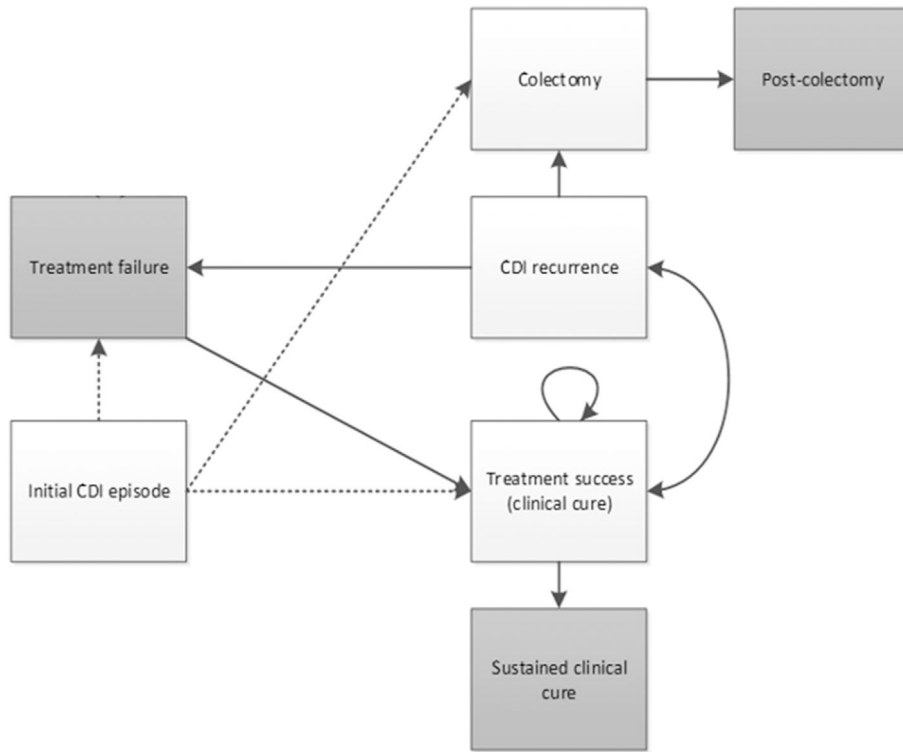 Colectomy
Post-colectomy
Treatment failure
CDI recurrence
Initial CDI episode
Treatment success
(clinical cure)
Sustained clinical
cure